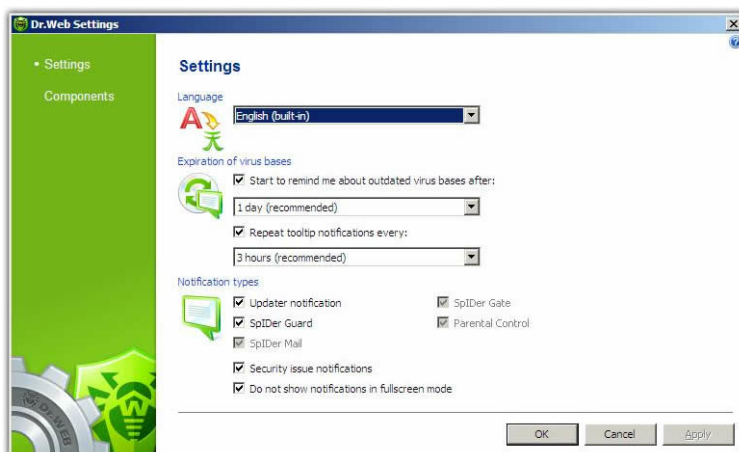 Dr.Web Settings
Settings
Components
Settings
Language
English (built-in)
Expiration of virus bases
Start to remind me about outdated virus bases after:
1 day (recommended)
Repeat tooltip notifications every:
3 hours (recommended)
Notification types
Updater notification
SpIDer Gate
SpIDer Guard
Parental Control
SpIDer Mail
Security issue notifications
Do not show notifications in fullscreen mode
Dr.WEB
OK
Cancel
Apply